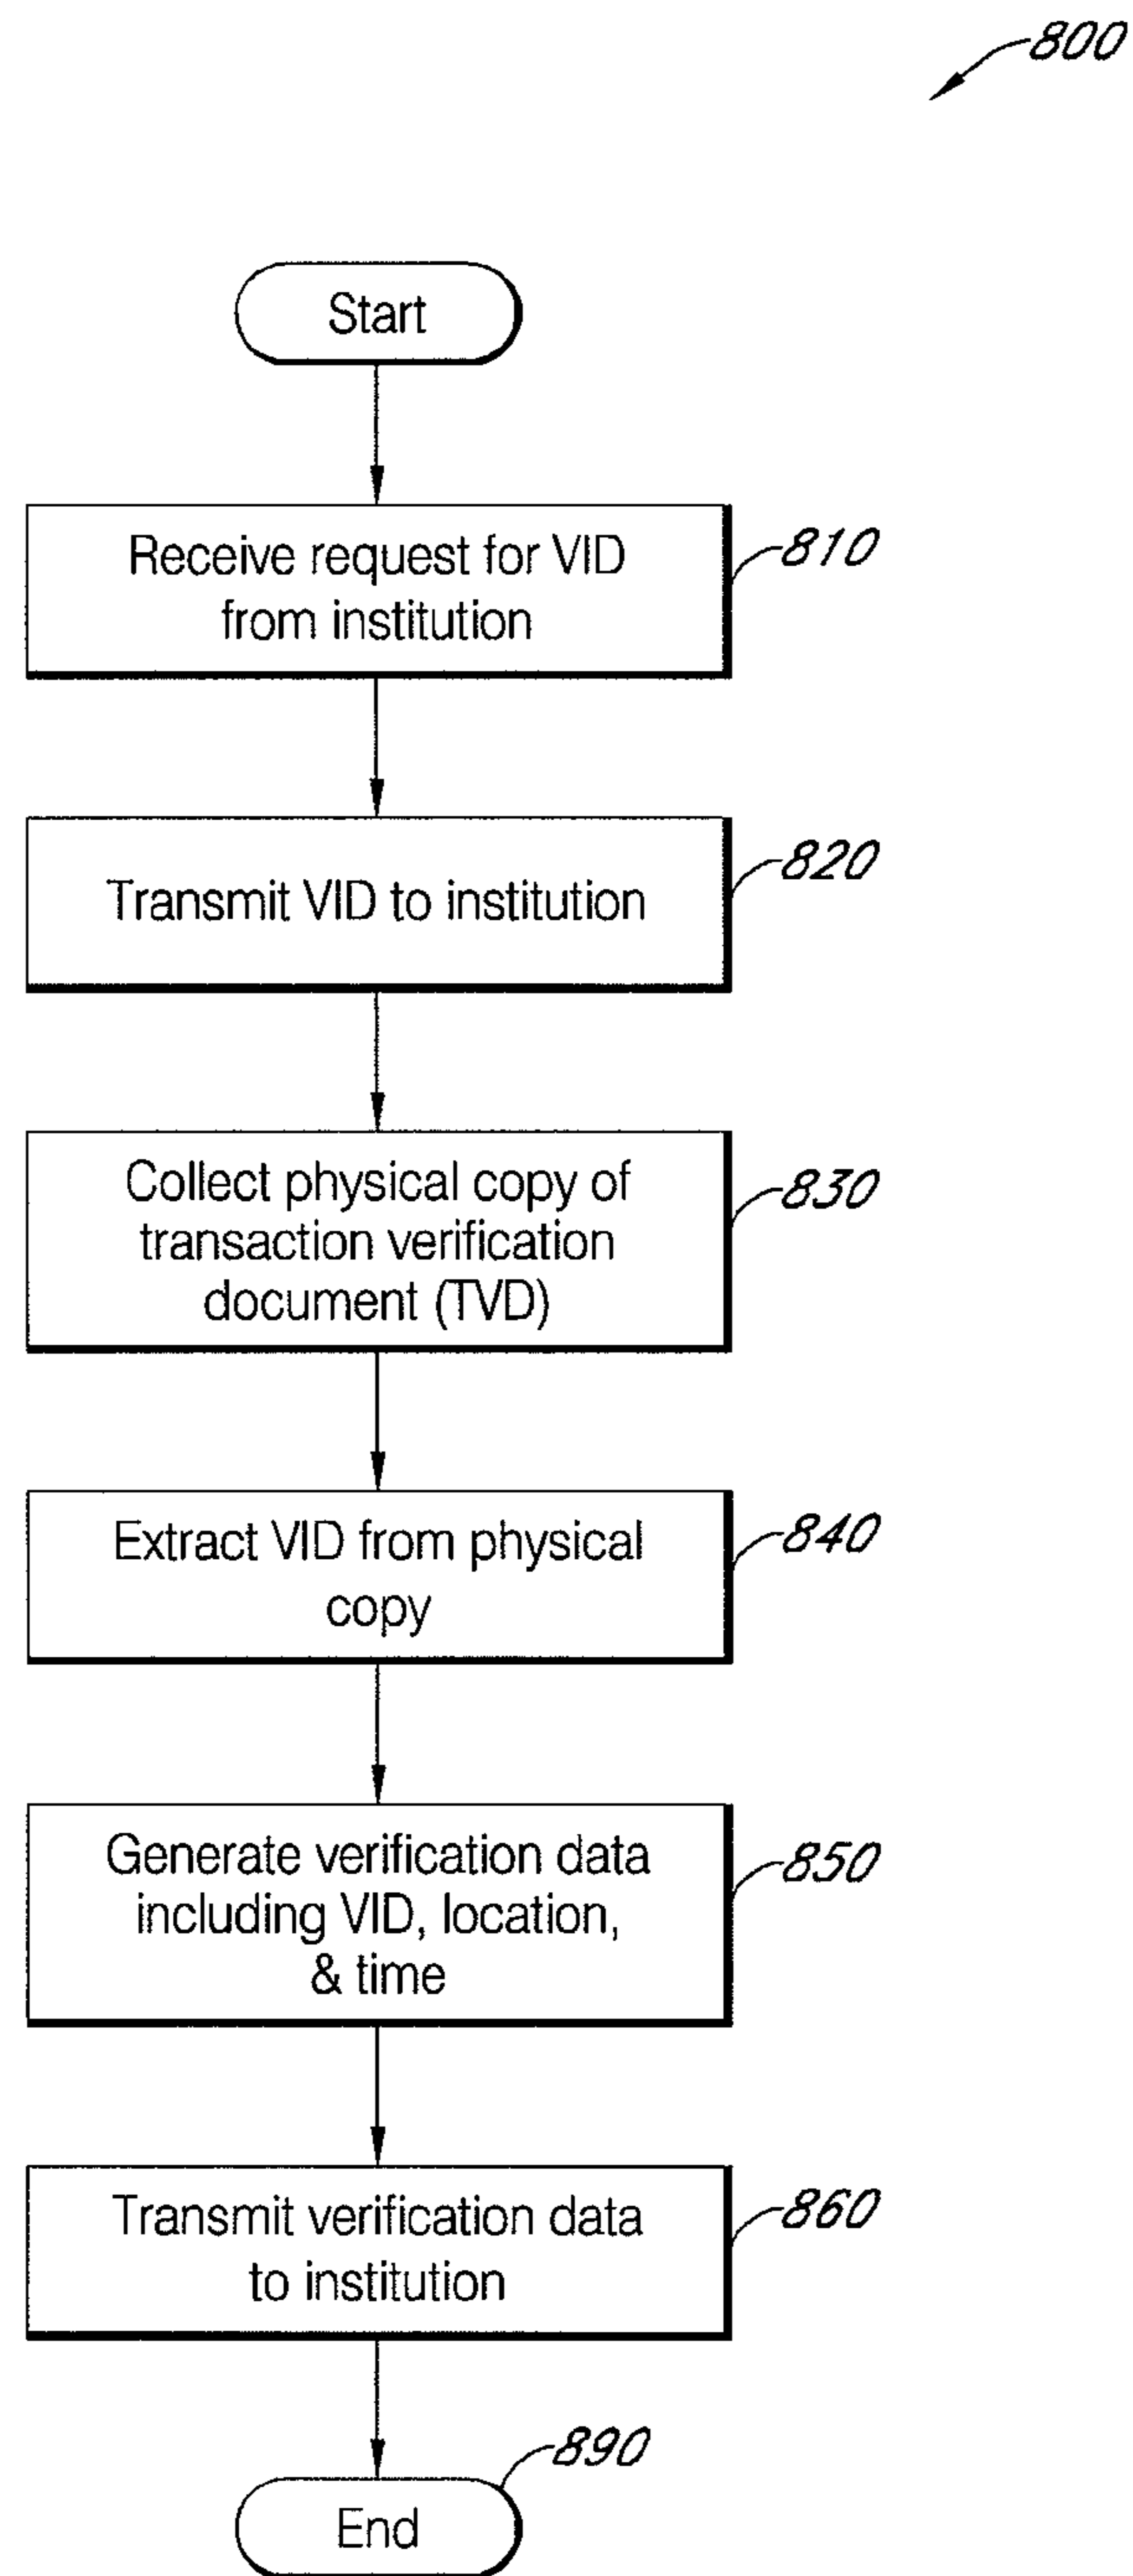 800
Start
Receive request for VID
from institution
810
Transmit VID to institution
820
Collect physical copy of
transaction verification
document (TVD)
830
Extract VID from physical
copy
840
Generate verification data
including VID, location,
& time
850
Transmit verification data
to institution
860
End
890